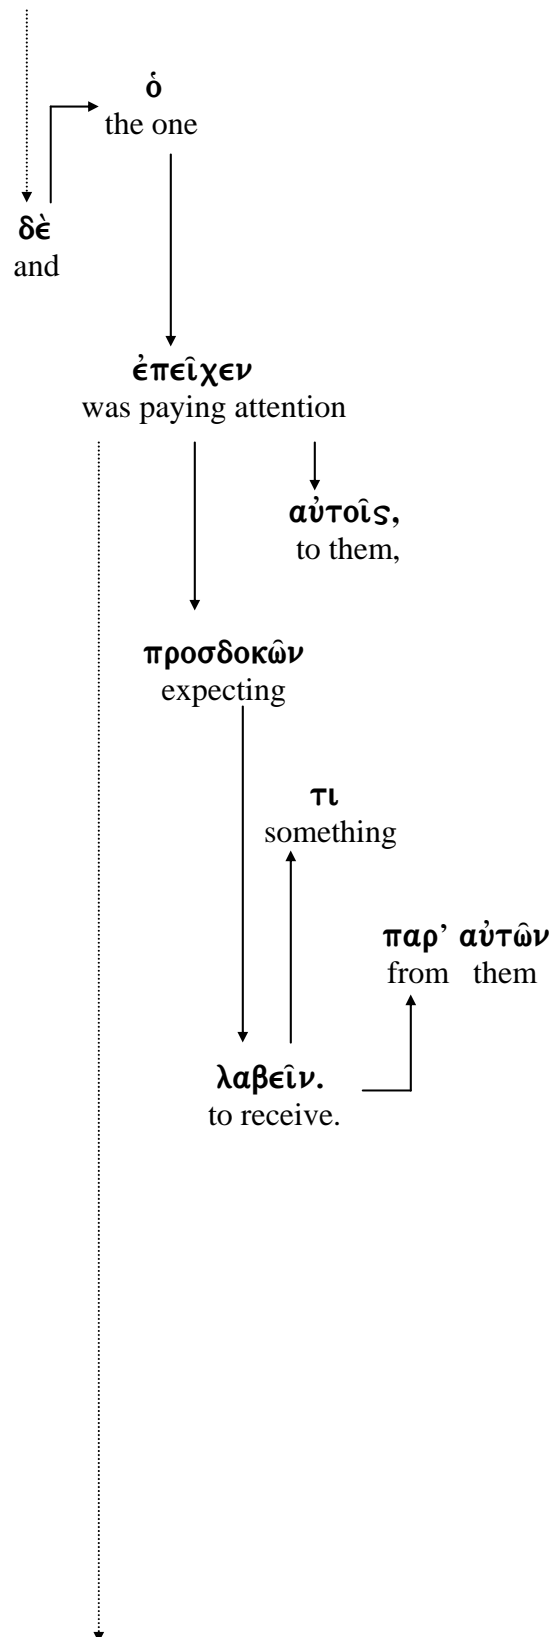 ὁ
the one
δὲ
and
ἐπεῖχεν
was paying attention
αὐτοῖς,
to them,
προσδοκῶν
expecting
τι
something
παρ’ αὐτῶν
from them
λαβεῖν.
to receive.